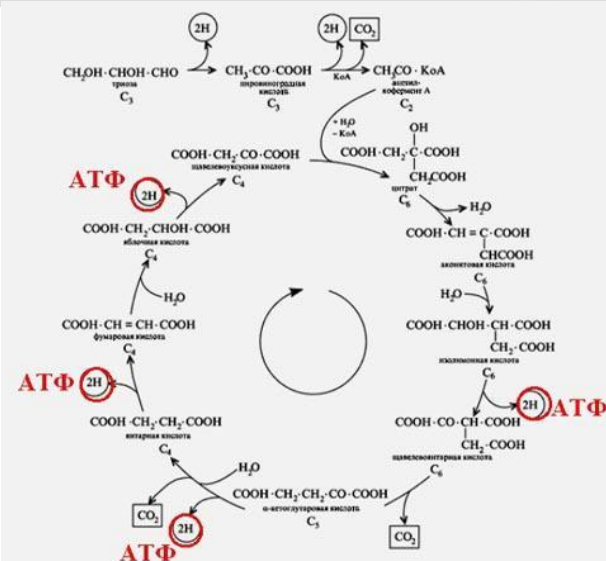 2H
2H
CO₂
CH₂OH·CHOH·CHO
триоза
C₃
CH₃·CO·COOH
пировиноградная
кислота
C₃
КоА
CH₃CO·КоА
ацетил-
кофермент А
C₂
+ H₂O
– КоА
COOH·CH₂·CO·COOH
щавелевоуксусная кислота
C₄
OH
COOH·CH₂·C·COOH
CH₂COOH
цитрат
C₆
H₂O
COOH·CH = C·COOH
CHCOOH
аконитовая кислота
C₆
H₂O
COOH·CHOH·CH·COOH
CH₂·COOH
изолимонная кислота
C₆
2H
АТФ
COOH·CO·CH·COOH
CH₂·COOH
щавелевоянтарная кислота
C₆
CO₂
COOH·CH₂·CH₂·CO·COOH
α-кетоглутаровая кислота
C₅
H₂O
CO₂
2H
АТФ
COOH·CH₂·CH₂·COOH
янтарная кислота
C₄
АТФ
2H
COOH·CH = CH·COOH
фумаровая кислота
C₄
H₂O
COOH·CH₂·CHOH·COOH
яблочная кислота
C₄
АТФ
2H